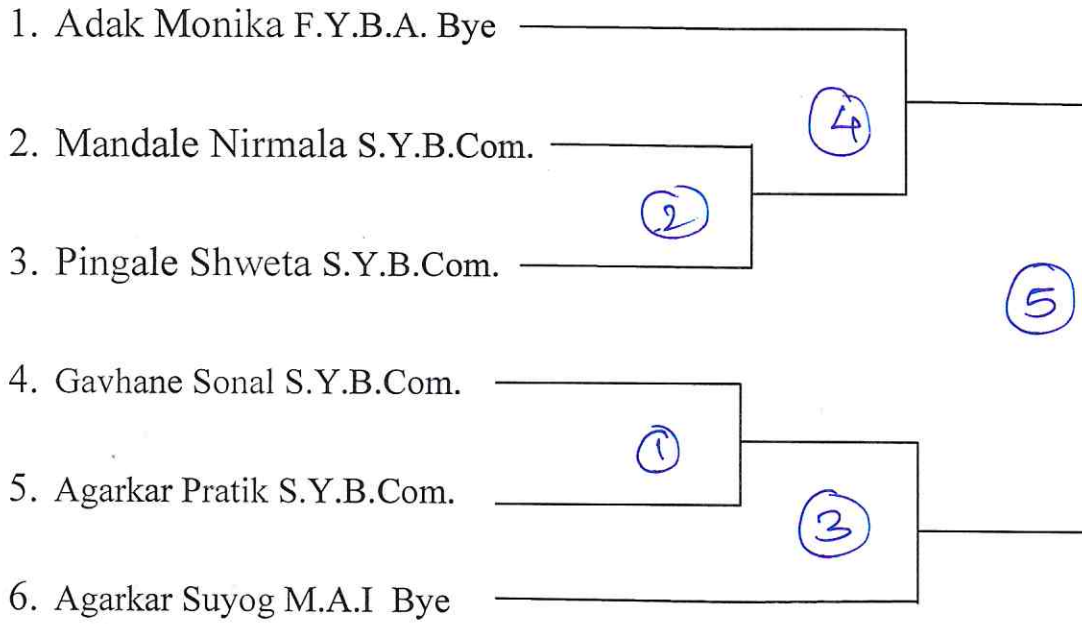 1. Adak Monika F.Y.B.A. Bye
4
2. Mandale Nirmala S.Y.B.Com.
2
3. Pingale Shweta S.Y.B.Com.
5
4. Gavhane Sonal S.Y.B.Com.
1
5. Agarkar Pratik S.Y.B.Com.
3
6. Agarkar Suyog M.A.I Bye